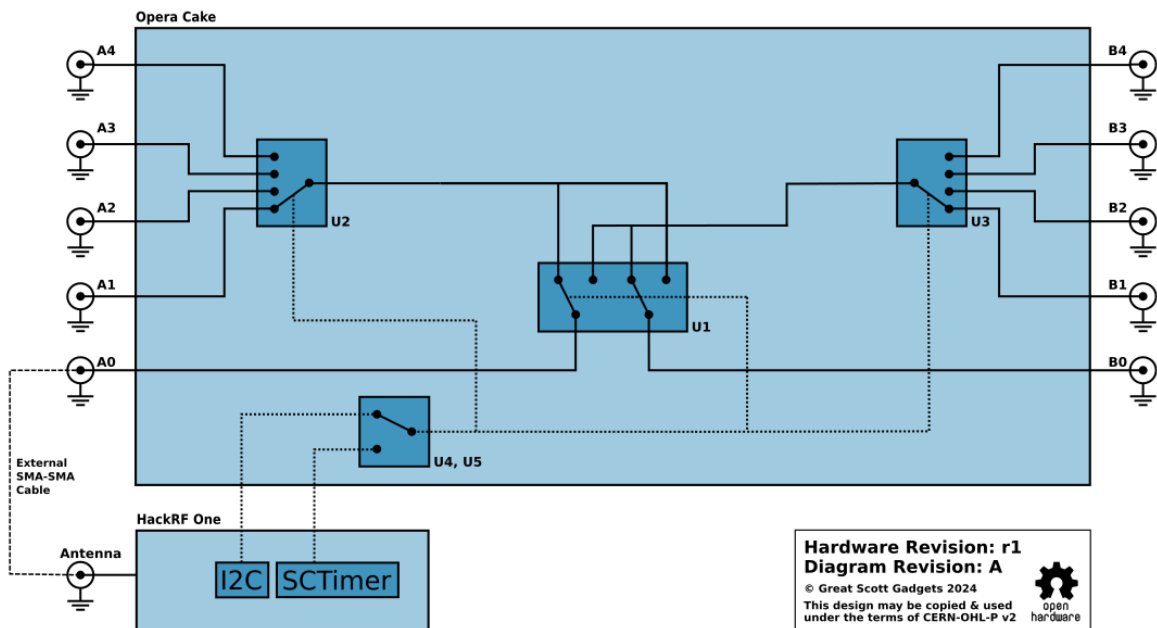 Opera Cake
A4
A3
A2
A1
A0
B4
B3
B2
B1
B0
U2
U3
U1
U4, U5
External
SMA-SMA
Cable
HackRF One
Antenna
I2C
SCTimer
Hardware Revision: r1
Diagram Revision: A
© Great Scott Gadgets 2024
This design may be copied & used
under the terms of CERN-OHL-P v2
open
hardware